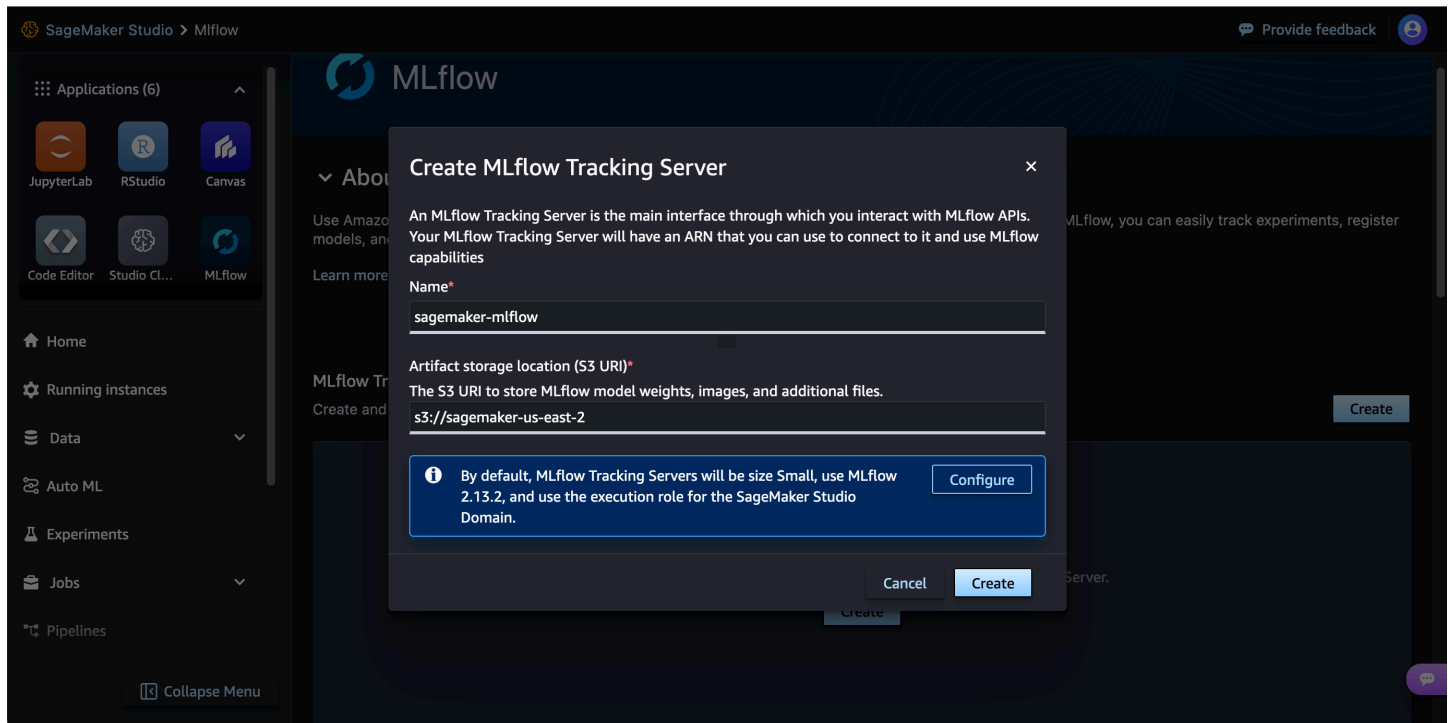 SageMaker Studio > Mlflow
Provide feedback
Applications (6)
JupyterLab
RStudio
Canvas
Code Editor
Studio Cl...
MLflow
Home
Running instances
Data
Auto ML
Experiments
Jobs
Pipelines
Collapse Menu
MLflow
Abou
Use Amazo
MLflow, you can easily track experiments, register
models, an
Learn more
MLflow Tr
Create and
Create
Create MLflow Tracking Server
An MLflow Tracking Server is the main interface through which you interact with MLflow APIs.
Your MLflow Tracking Server will have an ARN that you can use to connect to it and use MLflow
capabilities
Name*
sagemaker-mlflow
Artifact storage location (S3 URI)*
The S3 URI to store MLflow model weights, images, and additional files.
s3://sagemaker-us-east-2
By default, MLflow Tracking Servers will be size Small, use MLflow
2.13.2, and use the execution role for the SageMaker Studio
Domain.
Configure
Cancel
Create
Server.
Create